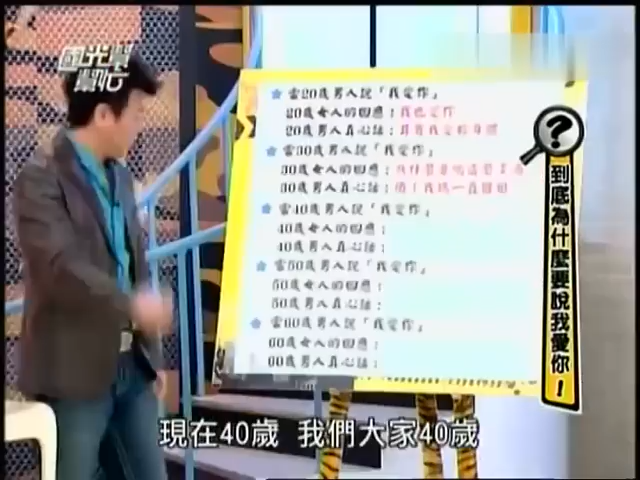 國光幫
幫忙
當20歲男人說「我愛你」
20歲女人的回應：我也愛你
20歲男人真心話：
當30歲男人說「我愛你」
30歲女人的回應：
30歲男人真心話：
當40歲男人說「我愛你」
40歲女人的回應：
40歲男人真心話：
當50歲男人說「我愛你」
50歲女人的回應：
50歲男人真心話：
當60歲男人說「我愛你」
60歲女人的回應：
60歲男人真心話：
?
到底為什麼要說我愛你！
現在40歲 我們大家40歲